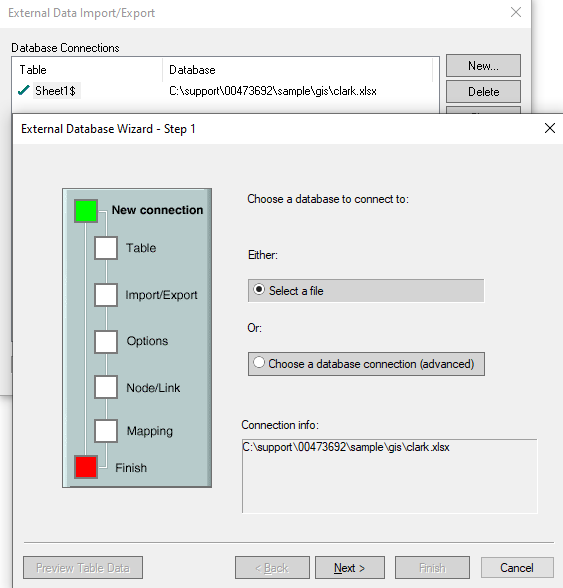 External Data Import/Export
Database Connections
Table Database
Sheet1$ C:\support\00473692\sample\gis\clark.xlsx
New...
Delete
External Database Wizard - Step 1
New connection
Table
Import/Export
Options
Node/Link
Mapping
Finish
Choose a database to connect to:
Either:
Select a file
Or:
Choose a database connection (advanced)
Connection info:
C:\support\00473692\sample\gis\clark.xlsx
Preview Table Data < Back Next > Finish Cancel